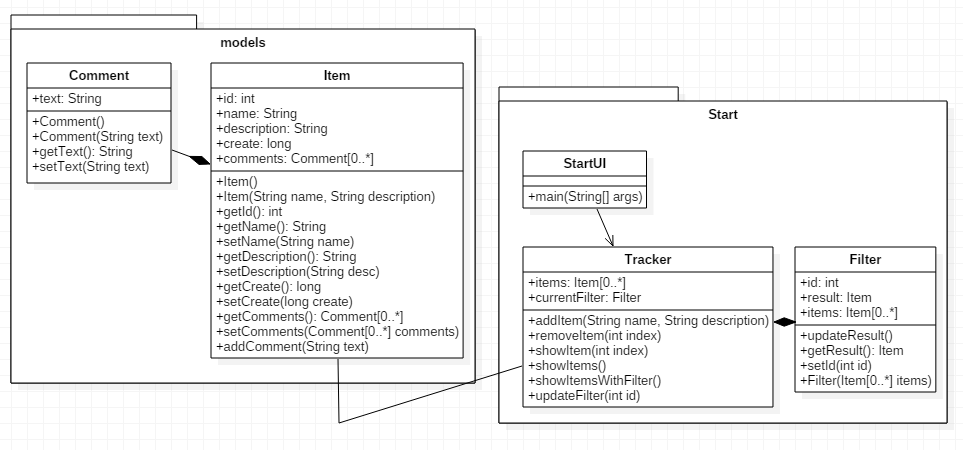 models
Comment
+text: String
+Comment()
+Comment(String text)
+getText(): String
+setText(String text)
Item
+id: int
+name: String
+description: String
+create: long
+comments: Comment[0..*]
+Item()
+Item(String name, String description)
+getId(): int
+getName(): String
+setName(String name)
+getDescription(): String
+setDescription(String desc)
+getCreate(): long
+setCreate(long create)
+getComments(): Comment[0..*]
+setComments(Comment[0..*] comments)
+addComment(String text)
Start
StartUI
+main(String[] args)
Tracker
+items: Item[0..*]
+currentFilter: Filter
+addItem(String name, String description)
+removeItem(int index)
+showItem(int index)
+showItems()
+showItemsWithFilter()
+updateFilter(int id)
Filter
+id: int
+result: Item
+items: Item[0..*]
+updateResult()
+getResult(): Item
+setId(int id)
+Filter(Item[0..*] items)